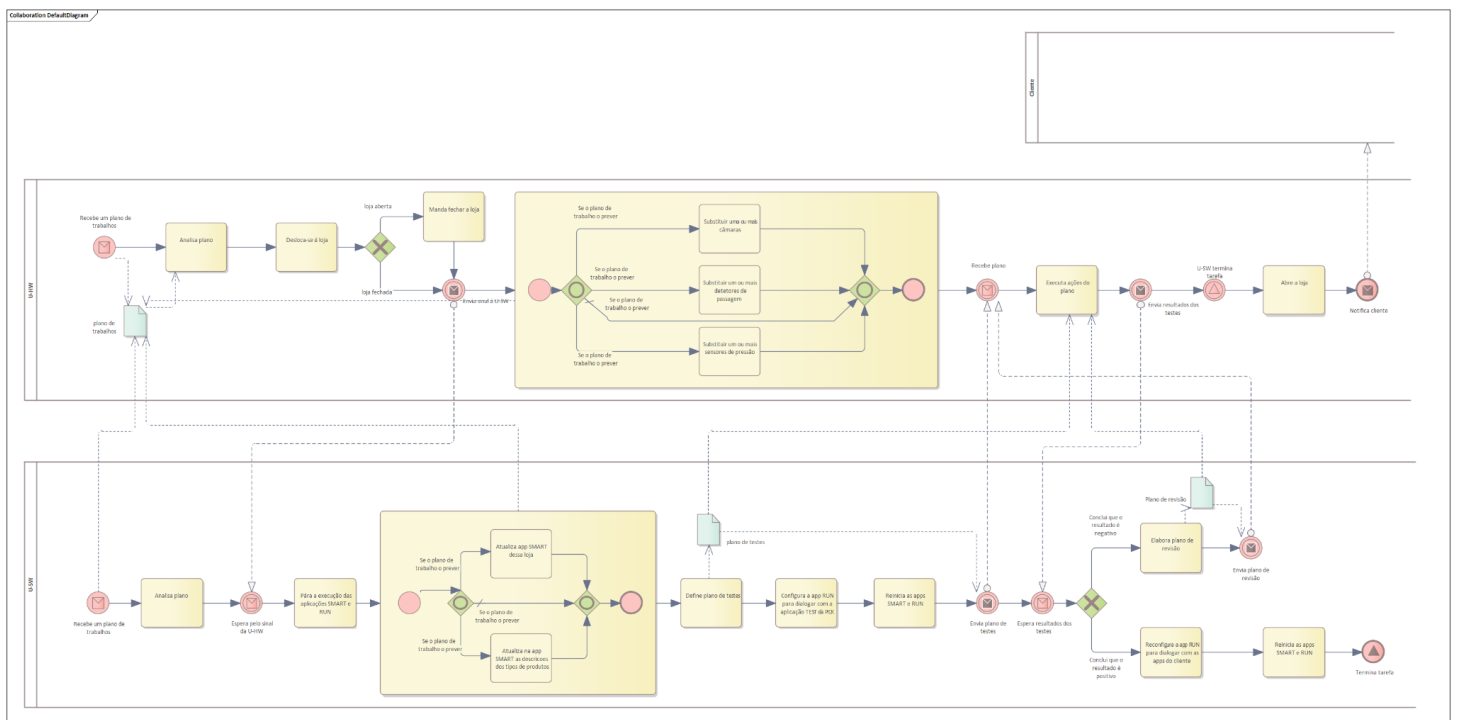 Collaboration DefaultDiagram
Cliente
U-HW
Recebe um plano de
trabalhos
Analisa plano
Desloca-se á loja
loja aberta
Manda fechar a loja
loja fechada
Envia sinal á U-HW
plano de
trabalhos
Se o plano de
trabalho o prever
Substituir uma ou mais
câmaras
Se o plano de
trabalho o prever
Substituir um ou mais
detetores de
passagem
Se o plano de
trabalho o prever
Se o plano de
trabalho o prever
Substituir um ou mais
sensores de pressão
Recebe plano
Executa ações do
plano
Envia resultados dos
testes
U-SW termina
tarefa
Abre a loja
Notifica cliente
U-SW
Recebe um plano de
trabalhos
Analisa plano
Espera pelo sinal
da U-HW
Pára a execução das
aplicações SMART e
RUN
Se o plano de
trabalho o prever
Atualiza app SMART
dessa loja
Se o plano de
trabalho o prever
Se o plano de
trabalho o prever
Atualiza na app
SMART as descricoes
dos tipos de produtos
Define plano de testes
plano de testes
Configura a app RUN
para dialogar com a
aplicação TEST da POL
Reinicia as apps
SMART e RUN
Envia plano de
testes
Espera resultados dos
testes
Conclui que o
resultado é
negativo
Elabora plano de
revisão
Plano de revisão
Envia plano de
revisão
Conclui que o
resultado é
positivo
Reconfigura a app RUN
para dialogar com as
apps do cliente
Reinicia as apps
SMART e RUN
Termina tarefa